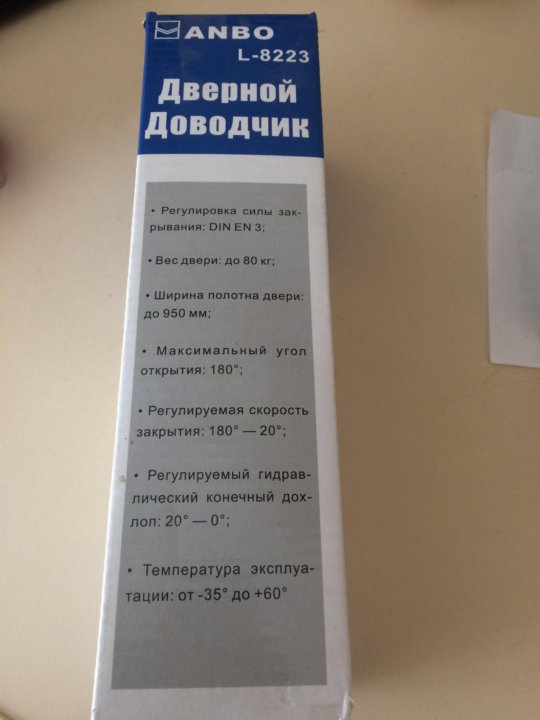 ANBO
L-8223
Дверной
Доводчик
• Регулировка силы зак-
рывания: DIN EN 3;
• Вес двери: до 80 кг;
• Ширина полотна двери:
до 950 мм;
• Максимальный угол
открытия: 180°;
• Регулируемая скорость
закрытия: 180° — 20°;
• Регулируемый гидрав-
лический конечный дох-
лоп: 20° — 0°;
• Температура эксплуа-
тации: от -35° до +60°